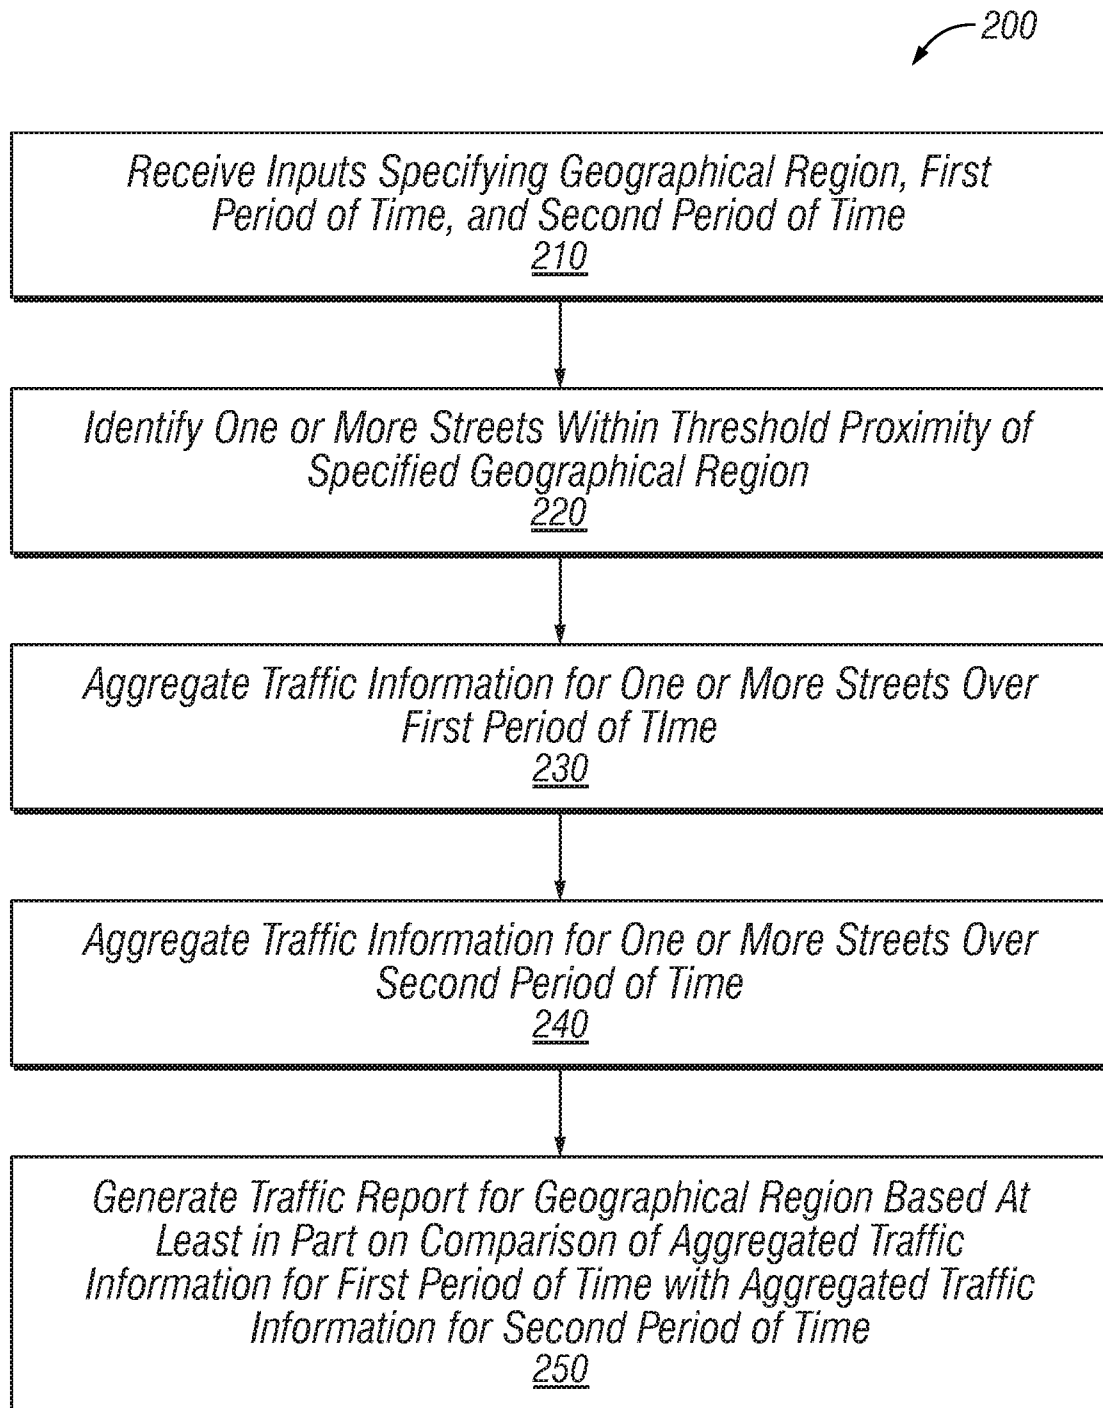 200
Receive Inputs Specifying Geographical Region, First
Period of Time, and Second Period of Time
210
Identify One or More Streets Within Threshold Proximity of
Specified Geographical Region
220
Aggregate Traffic Information for One or More Streets Over
First Period of TIme
230
Aggregate Traffic Information for One or More Streets Over
Second Period of Time
240
Generate Traffic Report for Geographical Region Based At
Least in Part on Comparison of Aggregated Traffic
Information for First Period of Time with Aggregated Traffic
Information for Second Period of Time
250